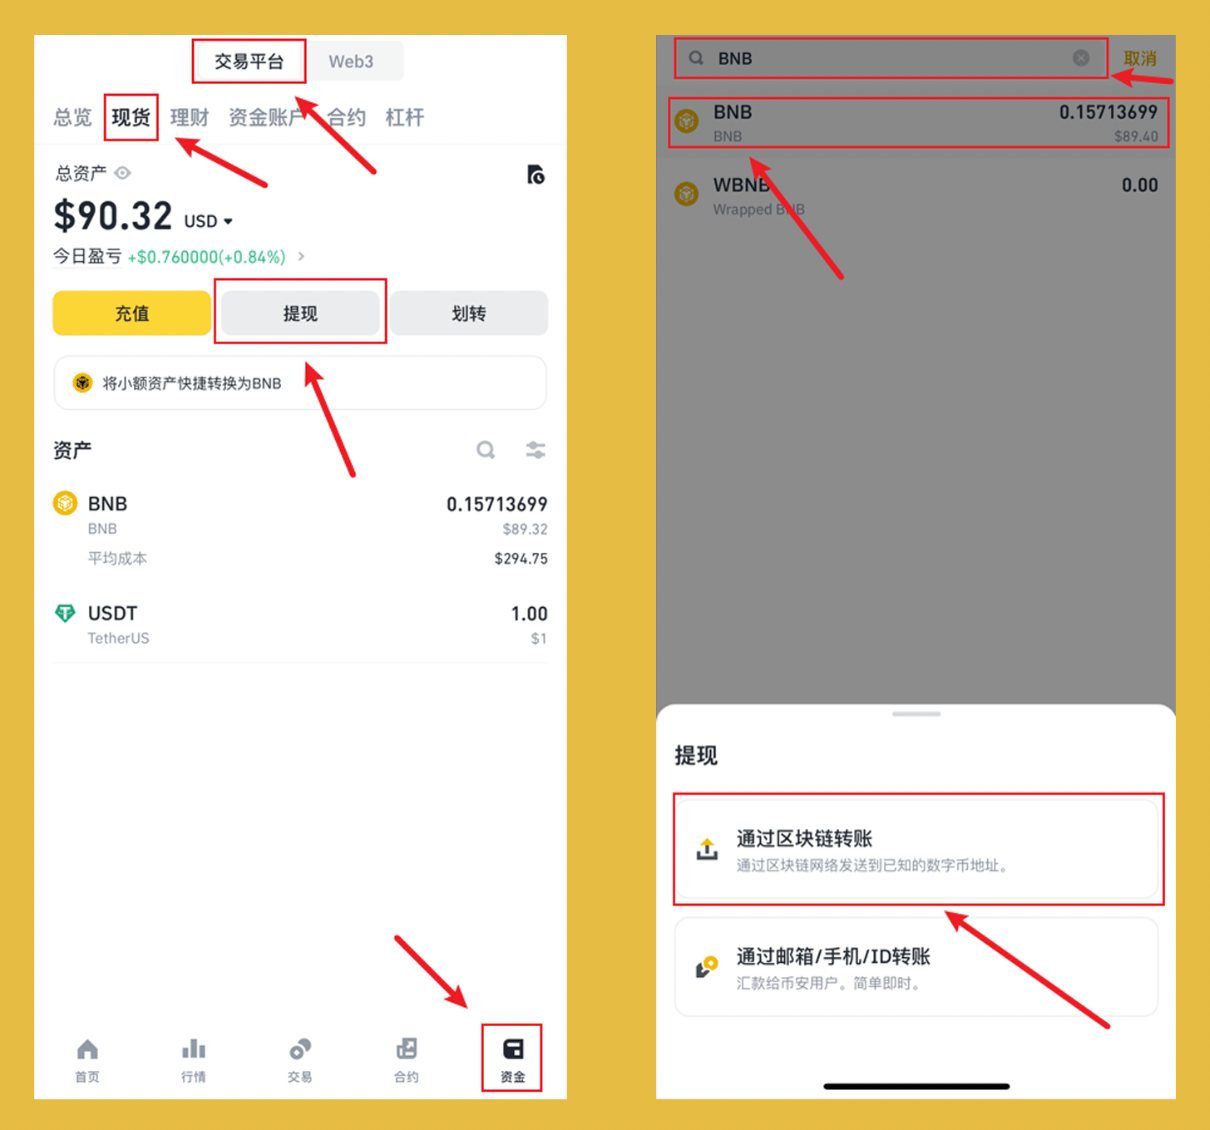 交易平台 Web3
总览 现货 理财 资金账户 合约 杠杆
总资产
$90.32 USD
今日盈亏 +$0.760000(+0.84%)
充值 提现 划转
将小额资产快捷转换为BNB
资产
BNB 0.15713699
BNB $89.32
平均成本 $294.75
USDT 1.00
TetherUS $1
首页 行情 交易 合约 资金
BNB 取消
BNB 0.15713699
BNB $89.40
WBNB 0.00
Wrapped BNB
提现
通过区块链转账
通过区块链网络发送到已知的数字币地址。
通过邮箱/手机/ID转账
汇款给币安用户。简单即时。